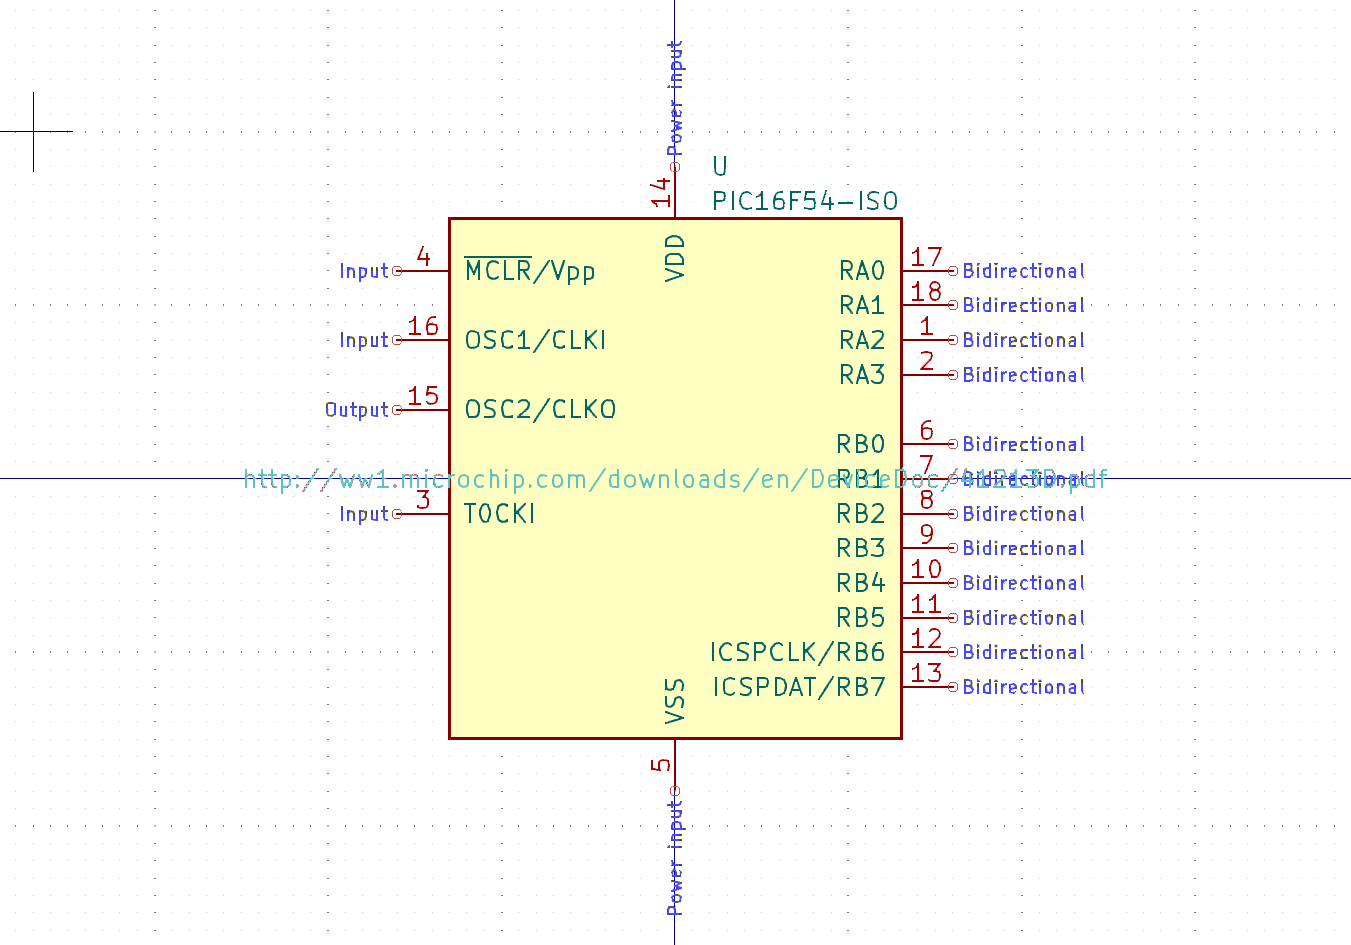 Power input
14
U
PIC16F54-ISO
VDD
Input 4 MCLR/Vpp
Input 16 OSC1/CLKI
Output 15 OSC2/CLKO
Input 3 T0CKI
RA0 17 Bidirectional
RA1 18 Bidirectional
RA2 1 Bidirectional
RA3 2 Bidirectional
RB0 6 Bidirectional
RB1 7 Bidirectional
http://ww1.microchip.com/downloads/en/DeviceDoc/41213D.pdf
RB2 8 Bidirectional
RB3 9 Bidirectional
RB4 10 Bidirectional
RB5 11 Bidirectional
ICSPCLK/RB6 12 Bidirectional
ICSPDAT/RB7 13 Bidirectional
VSS
5
Power input